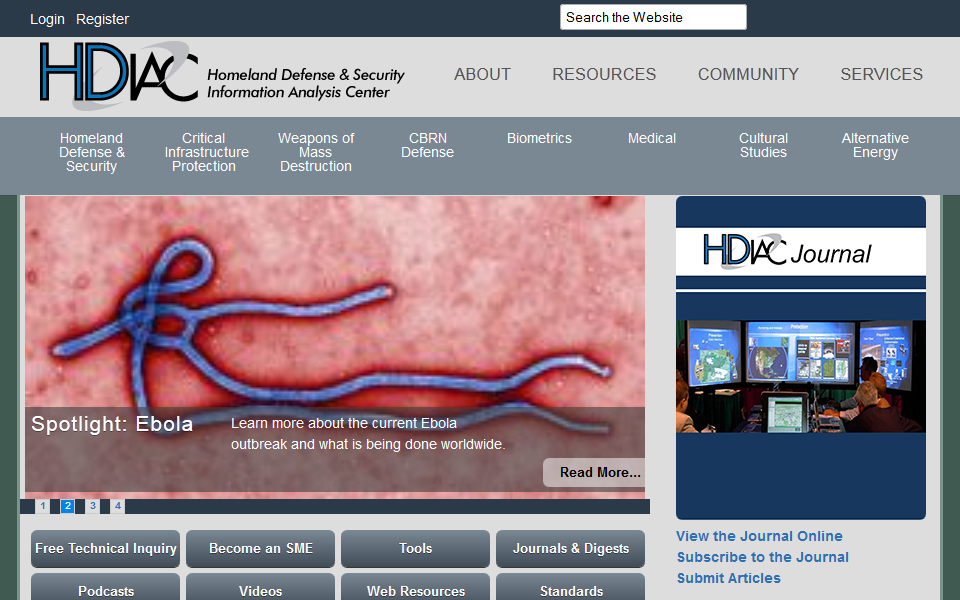 Login Register
Search the Website
HDIAC Homeland Defense & Security
Information Analysis Center
ABOUT RESOURCES COMMUNITY SERVICES
Homeland
Defense &
Security
Critical
Infrastructure
Protection
Weapons of
Mass
Destruction
CBRN
Defense
Biometrics
Medical
Cultural
Studies
Alternative
Energy
HDIAC Journal
Spotlight: Ebola
Learn more about the current Ebola
outbreak and what is being done worldwide.
Read More...
1 2 3 4
Free Technical Inquiry
Become an SME
Tools
Journals & Digests
Podcasts
Videos
Web Resources
Standards
View the Journal Online
Subscribe to the Journal
Submit Articles